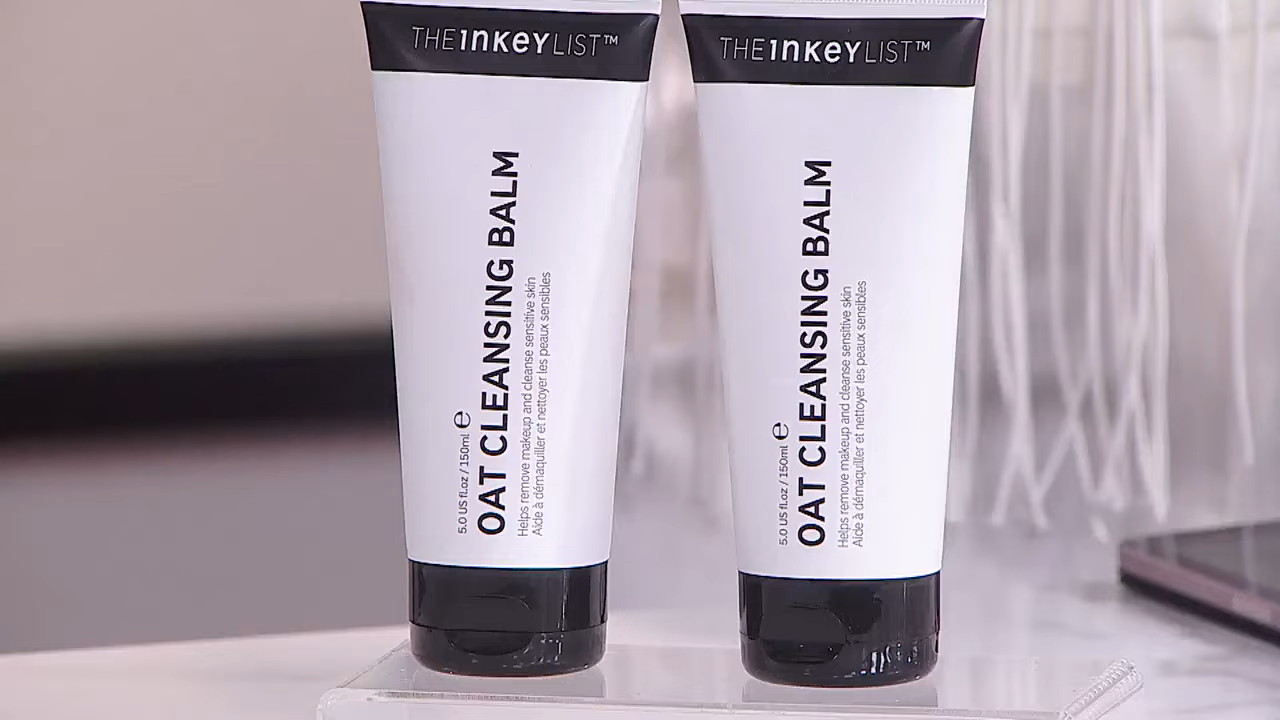 THE INKEY LIST™
5.0 US fl.oz / 150ml ℮
OAT CLEANSING BALM
Helps remove makeup and cleanse sensitive skin
Aide à démaquiller et nettoyer les peaux sensibles
THE INKEY LIST™
5.0 US fl.oz / 150ml ℮
OAT CLEANSING BALM
Helps remove makeup and cleanse sensitive skin
Aide à démaquiller et nettoyer les peaux sensibles